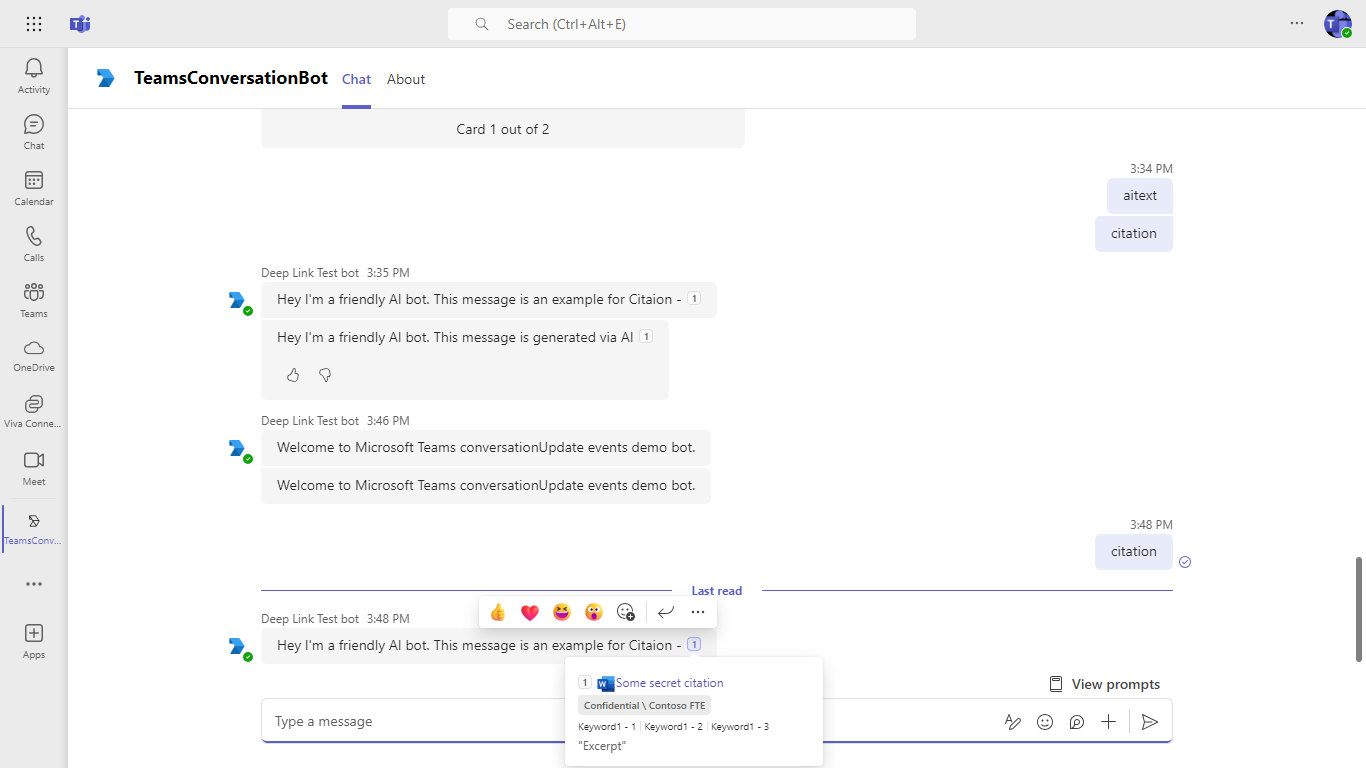 Search (Ctrl+Alt+E)
Activity
Chat
Calendar
Calls
Teams
OneDrive
Viva Conne...
Meet
TeamsConv...
Apps
TeamsConversationBot Chat About
Card 1 out of 2
3:34 PM
aitext
citation
Deep Link Test bot 3:35 PM
Hey I'm a friendly AI bot. This message is an example for Citaion - 1
Hey I'm a friendly AI bot. This message is generated via AI 1
Deep Link Test bot 3:46 PM
Welcome to Microsoft Teams conversationUpdate events demo bot.
Welcome to Microsoft Teams conversationUpdate events demo bot.
3:48 PM
citation
Last read
Deep Link Test bot 3:48 PM
Hey I'm a friendly AI bot. This message is an example for Citaion - 1
1 Some secret citation
Confidential \ Contoso FTE
Keyword1 - 1 | Keyword1 - 2 | Keyword1 - 3
"Excerpt"
View prompts
Type a message